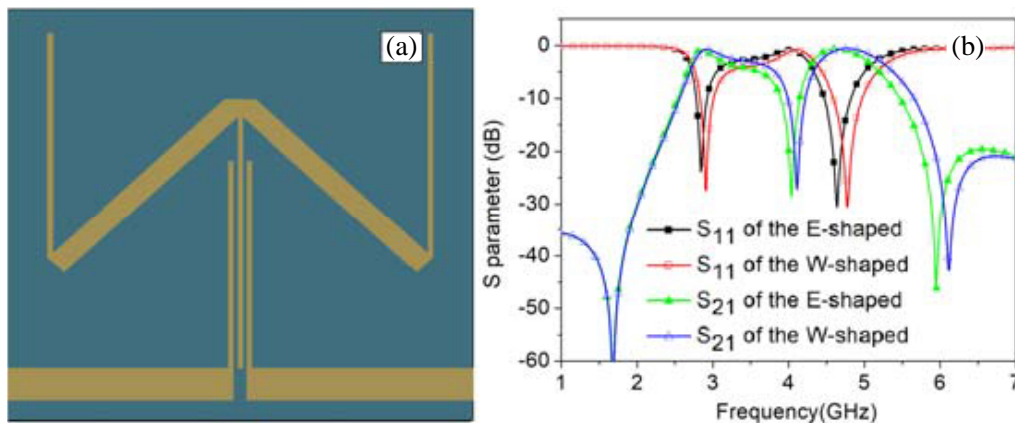 (a)
(b)
S parameter (dB)
0
-10
-20
-30
-40
-50
-60
S11 of the E-shaped
S11 of the W-shaped
S21 of the E-shaped
S21 of the W-shaped
1 2 3 4 5 6 7
Frequency(GHz)